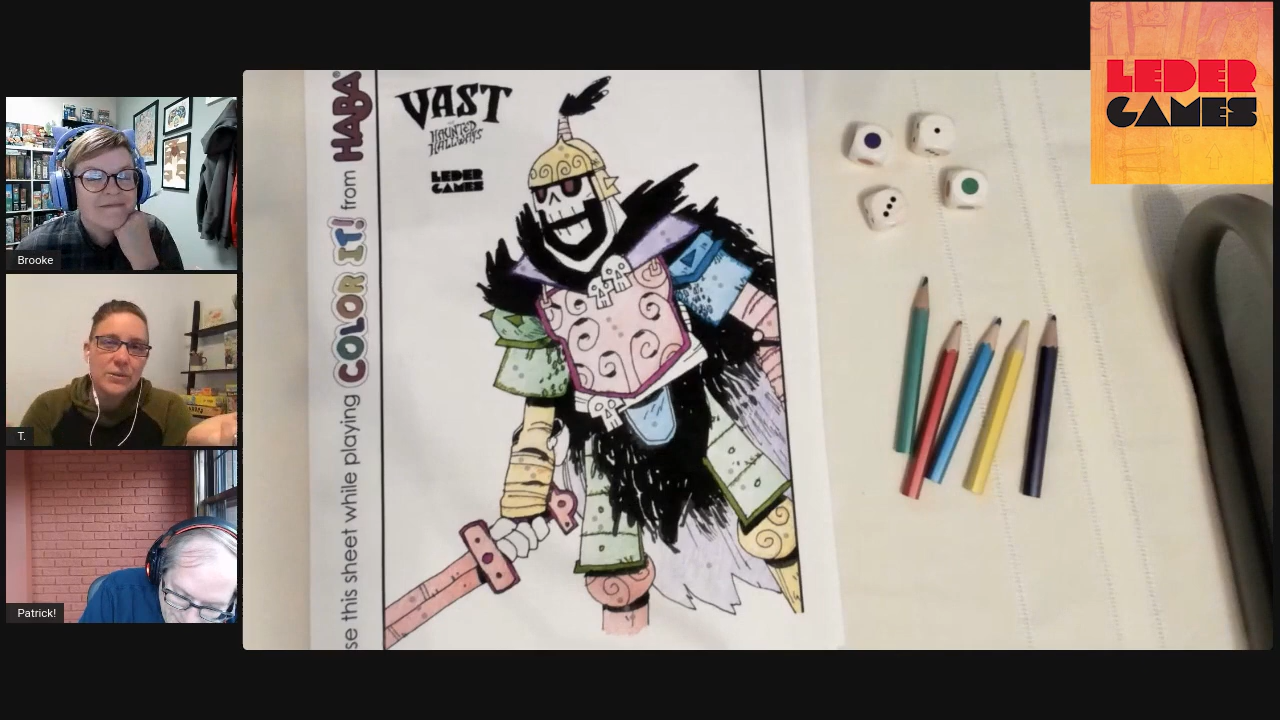 LEDER
GAMES
Brooke
T.
Patrick!
se this sheet while playing COLOR IT! from HABA
VAST
HAUNTED
HALLWAYS
LEDER
GAMES